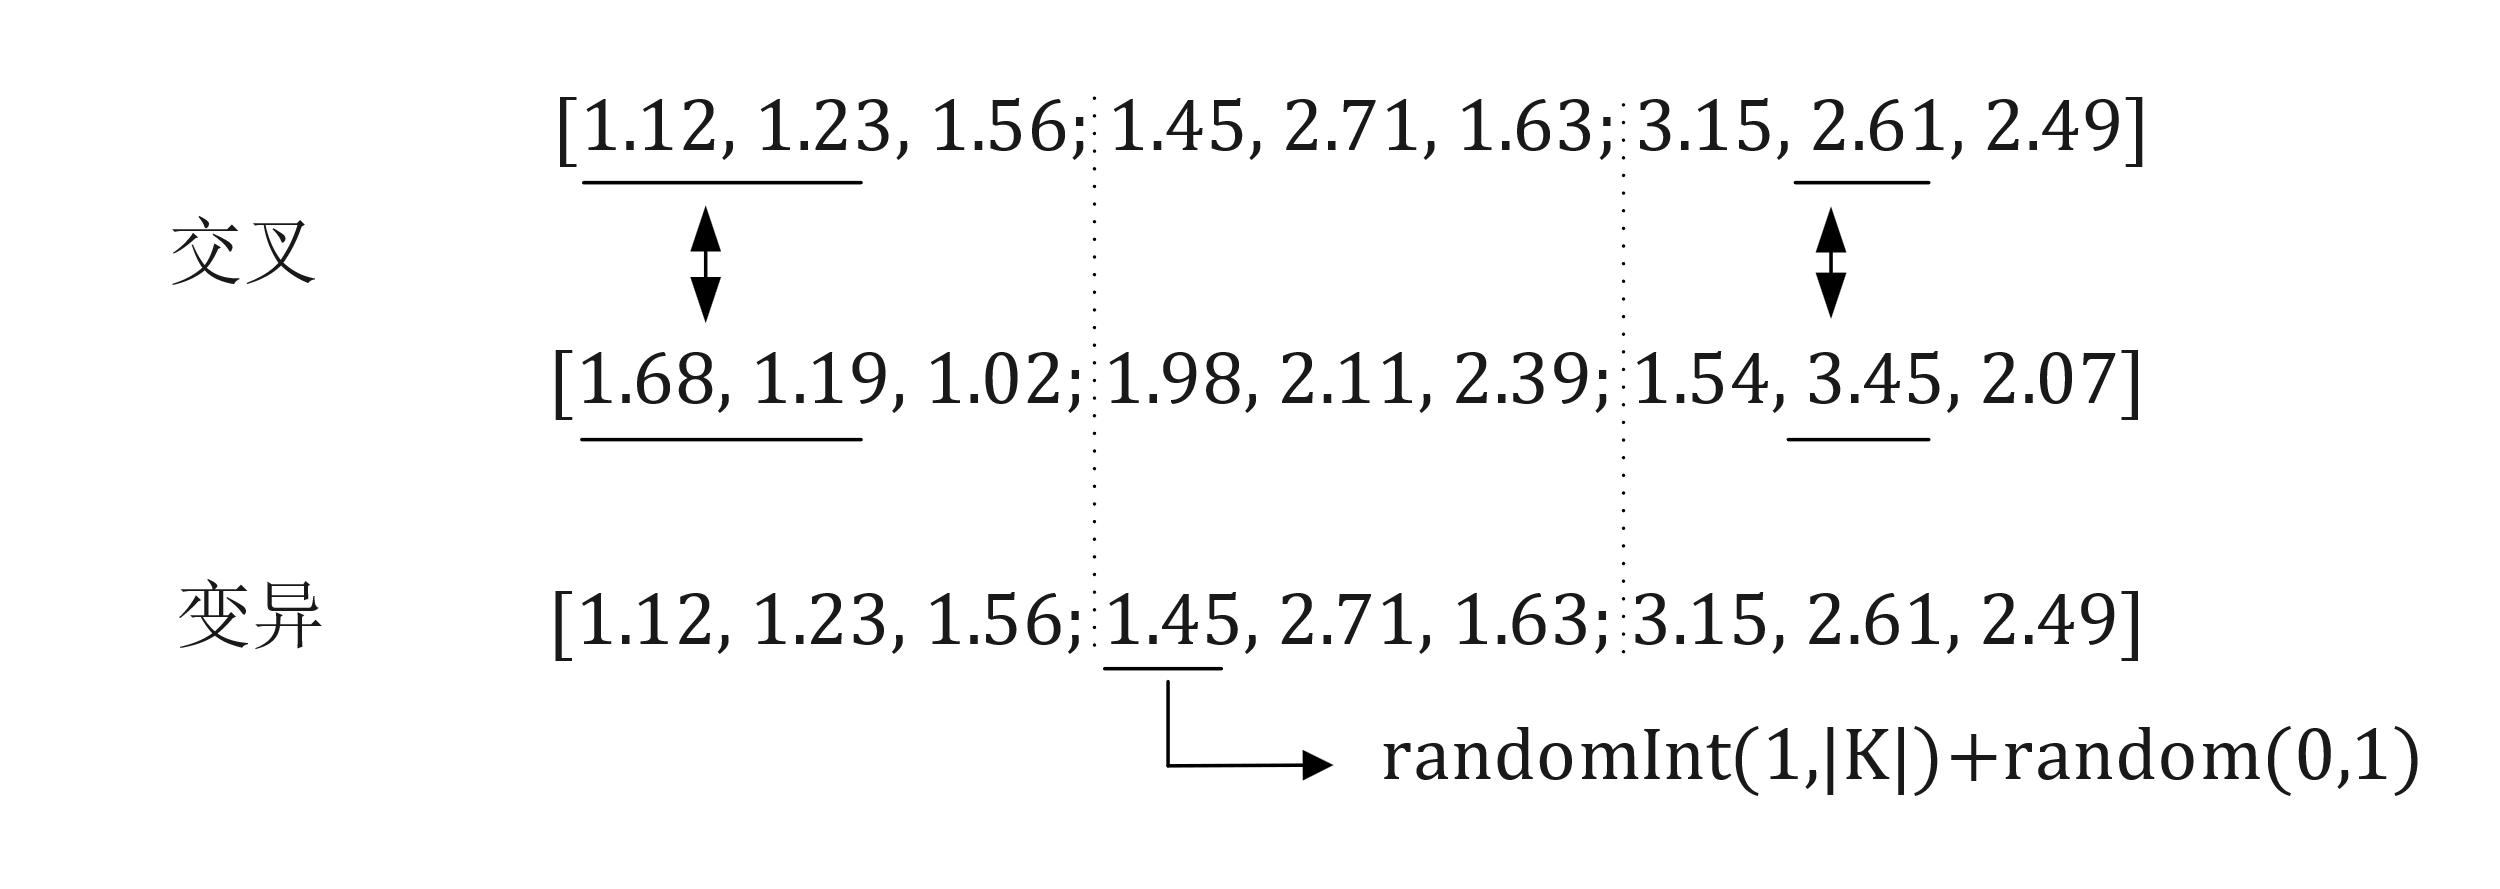 [1.12, 1.23, 1.56; 1.45, 2.71, 1.63; 3.15, 2.61, 2.49]
交叉
[1.68, 1.19, 1.02; 1.98, 2.11, 2.39; 1.54, 3.45, 2.07]
变异 [1.12, 1.23, 1.56; 1.45, 2.71, 1.63; 3.15, 2.61, 2.49]
randomInt(1,|K|)+random(0,1)